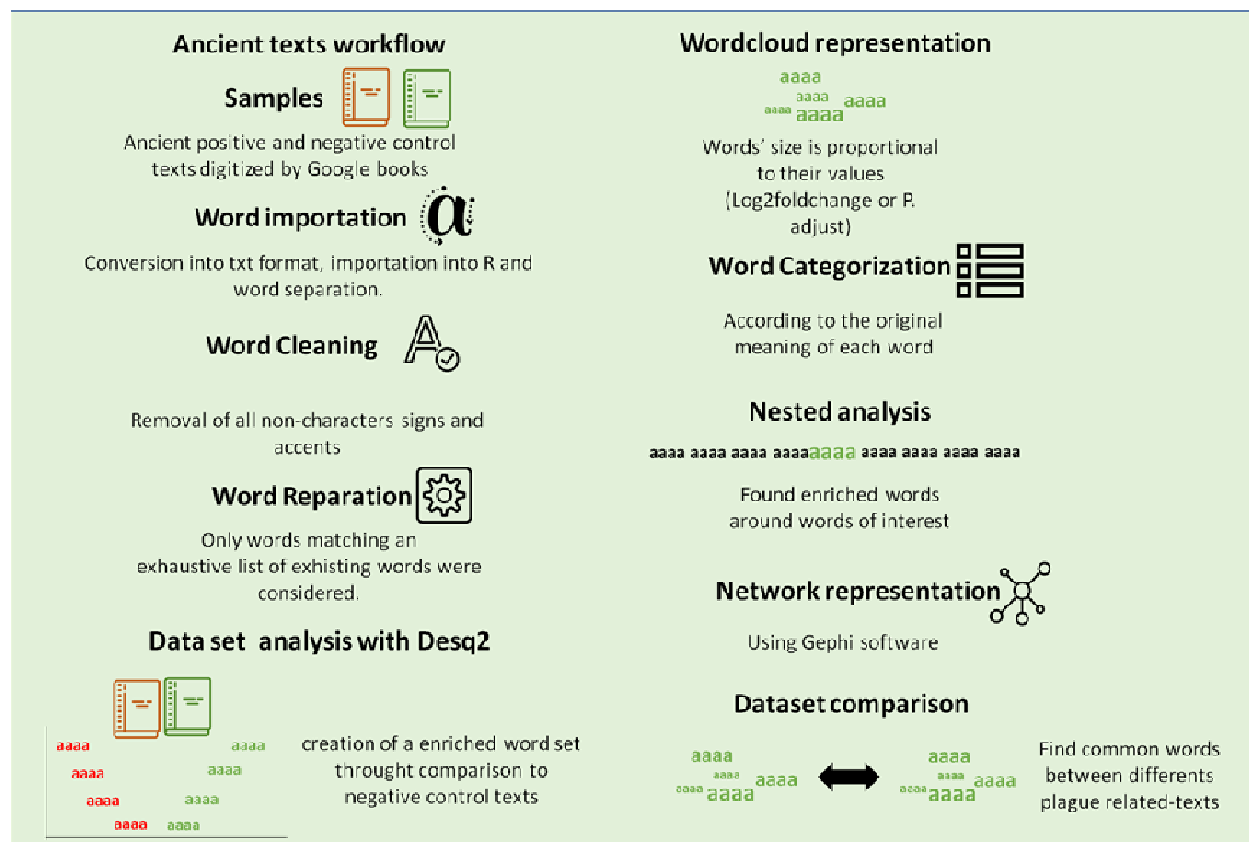 Ancient texts workflow
Samples
Ancient positive and negative control
texts digitized by Google books
Word importation
a
Conversion into txt format, importation into R and
word separation.
Word Cleaning
A
Removal of all non-characters signs and
accents
Word Reparation
Only words matching an
exhaustive list of exhisting words were
considered.
Data set analysis with Desq2
aaaa aaaa
aaaa aaaa
aaaa aaaa
aaaa aaaa
creation of a enriched word set
throught comparison to
negative control texts
Wordcloud representation
aaaa
aaaa aaaa
aaaa aaaa
Words' size is proportional
to their values
(Log2foldchange or P.
adjust)
Word Categorization
According to the original
meaning of each word
Nested analysis
aaaa aaaa aaaa aaaaaaaa aaaa aaaa aaaa aaaa
Found enriched words
around words of interest
Network representation
Using Gephi software
Dataset comparison
aaaa aaaa
aaaa aaaa aaaa aaaa
aaaa aaaa aaaa aaaa
Find common words
between differents
plague related-texts